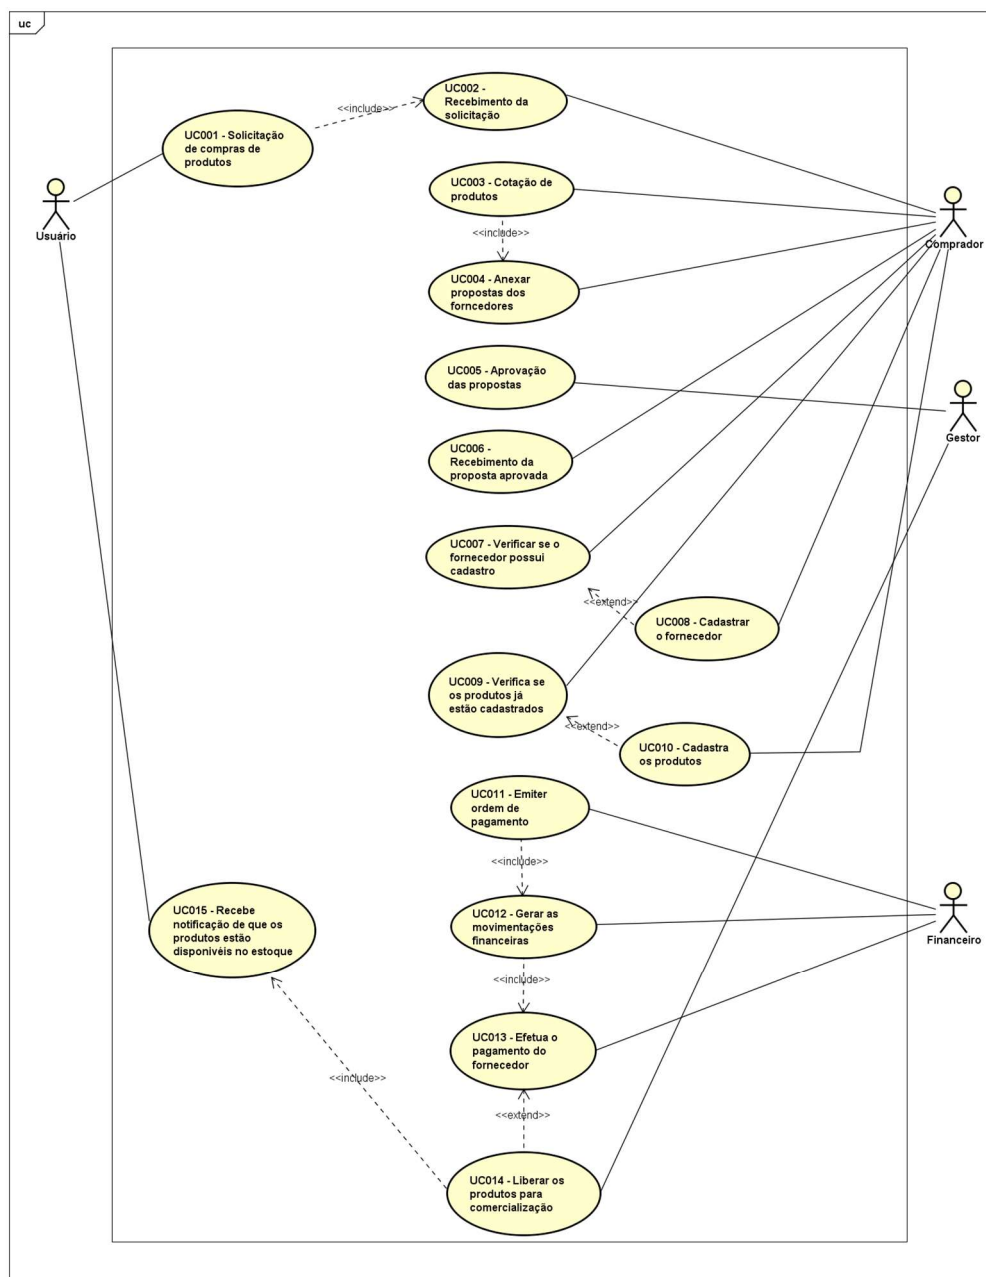 uc
UC002 -
Recebimento da
solicitação
<<include>>
UC001 - Solicitação
de compras de
produtos
UC003 - Cotação de
produtos
Usuário
<<include>>
Comprador
UC004 - Anexar
propostas dos
forncedores
UC005 - Aprovação
das propostas
Gestor
UC006 -
Recebimento da
proposta aprovada
UC007 - Verificar se o
fornecedor possui
cadastro
<<extend>>
UC008 - Cadastrar
o fornecedor
UC009 - Verifica se
os produtos já
estão cadastrados
<<extend>>
UC010 - Cadastra
os produtos
UC011 - Emiter
ordem de
pagamento
<<include>>
UC015 - Recebe
notificação de que os
produtos estão
disponivéis no estoque
UC012 - Gerar as
movimentações
financeiras
Financeiro
<<include>>
UC013 - Efetua o
pagamento do
fornecedor
<<include>>
<<extend>>
UC014 - Liberar os
produtos para
comercialização